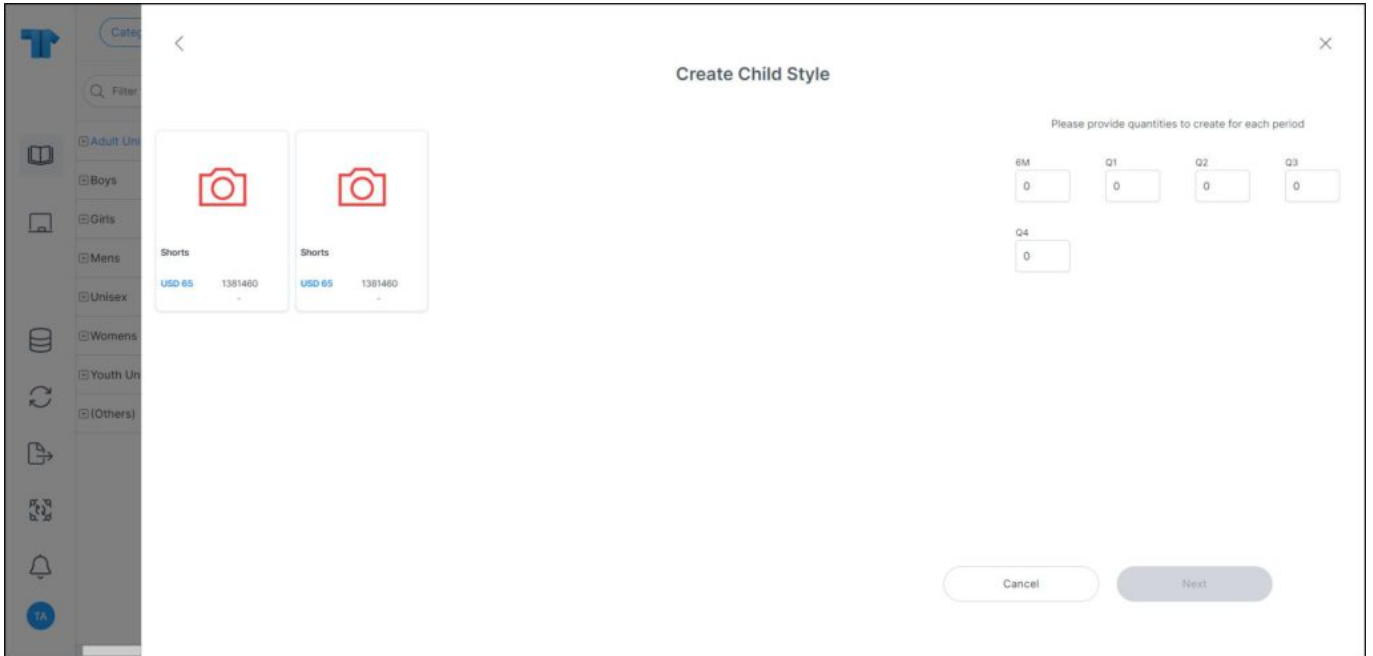 Categ
Create Child Style
Filter
Please provide quantities to create for each period
Adult Uni
Boys
Girls
Mens
Unisex
Womens
Youth Un
(Others)
6M Q1 Q2 Q3
0 0 0 0
Q4
0
Shorts Shorts
USD 65 1381460 USD 65 1381460
- -
Cancel Next
TA